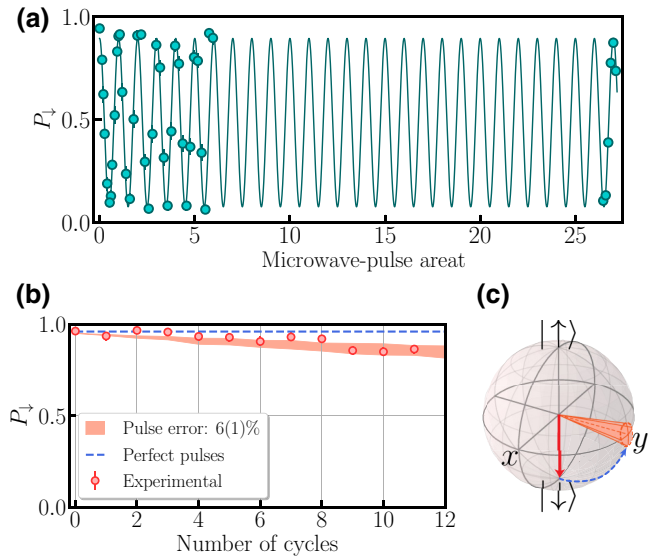 (a)
1.0
0.5
0.0
P↓
0 5 10 15 20 25
Microwave-pulse areat
(b)
1.0
0.5
0.0
P↓
Pulse error: 6(1)%
Perfect pulses
Experimental
0 2 4 6 8 10 12
Number of cycles
(c)
|↑⟩
x
y
|↓⟩